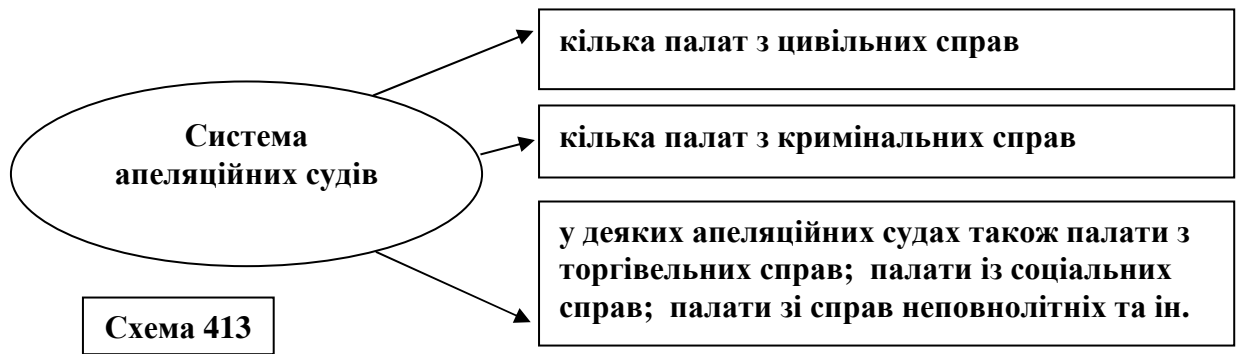 кілька палат з цивільних справ
Система
апеляційних судів
кілька палат з кримінальних справ
у деяких апеляційних судах також палати з
торгівельних справ; палати із соціальних
справ; палати зі справ неповнолітніх та ін.
Схема 413